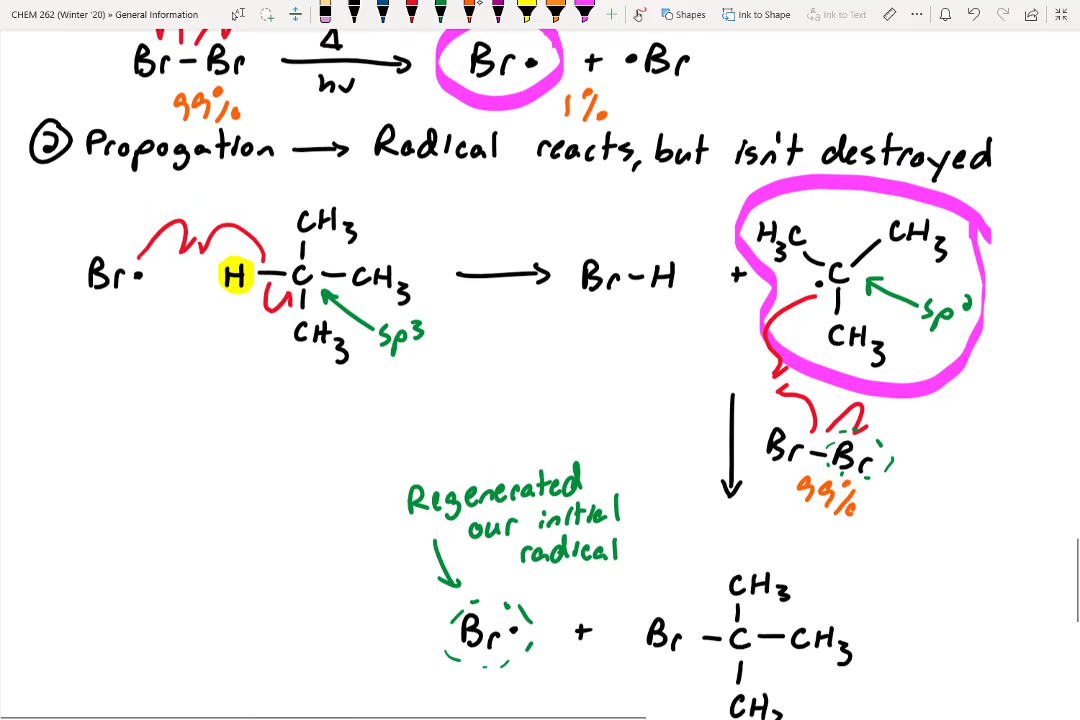 CHEM 262 (Winter '20) » General Information
Shapes Ink to Shape Ink to Text
Δ
Br-Br → Br• + •Br
hν
99% 1%
② Propogation → Radical reacts, but isn't destroyed
CH3
H3C CH3
Br• H-C-CH3 → Br-H + •C
sp3 sp2
CH3
CH3
Br-Br
99%
Regenerated
our initial
radical
CH3
Br• + Br-C-CH3
CH3